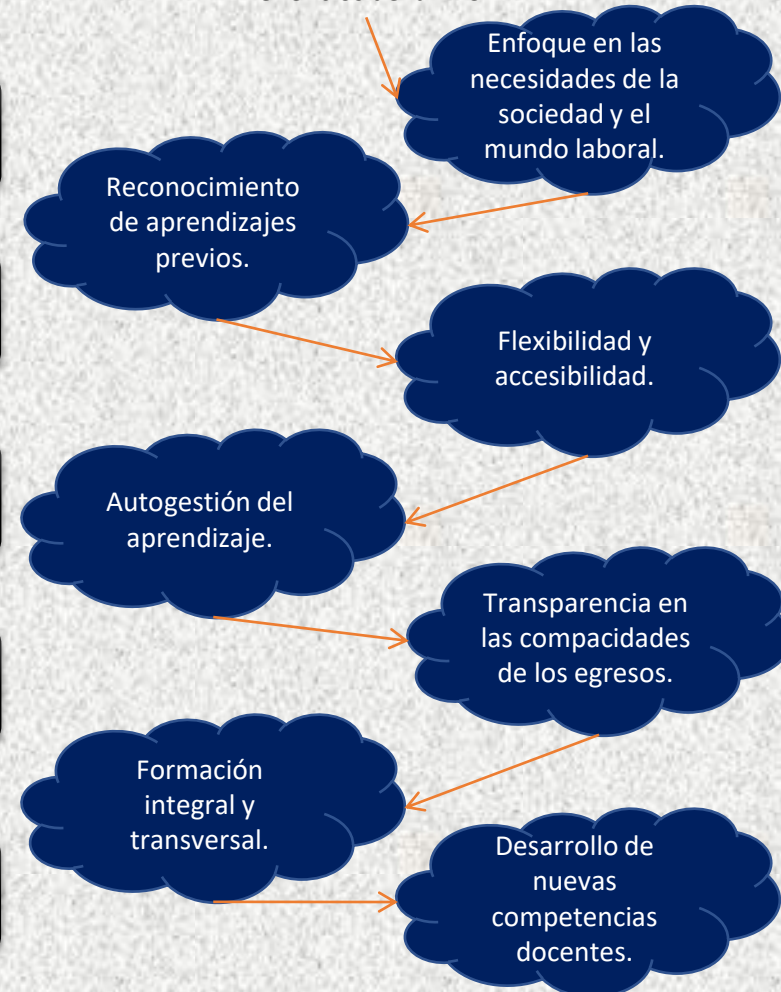 Enfoque en las
necesidades de la
sociedad y el
mundo laboral.
Reconocimiento
de aprendizajes
previos.
Flexibilidad y
accesibilidad.
Autogestión del
aprendizaje.
Transparencia en
las compacidades
de los egresos.
Formación
integral y
transversal.
Desarrollo de
nuevas
competencias
docentes.